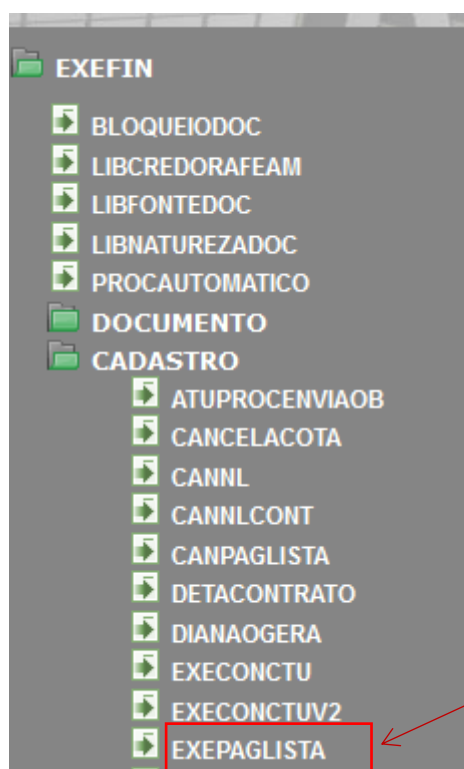 EXEFIN
BLOQUEIODOC
LIBCREDORAFEAM
LIBFONTEDOC
LIBNATUREZADOC
PROCAUTOMATICO
DOCUMENTO
CADASTRO
ATUPROCENVIAOB
CANCELACOTA
CANNL
CANNLCONT
CANPAGLISTA
DETACONTRATO
DIANAOGERA
EXECONCTU
EXECONCTUV2
EXEPAGLISTA